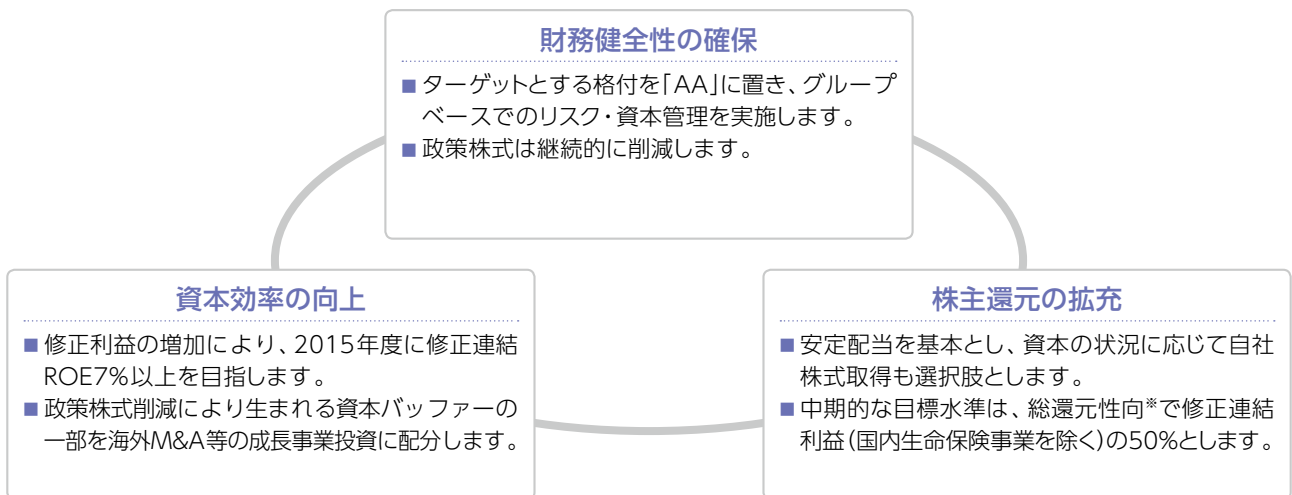 財務健全性の確保
■ターゲットとする格付を「AA」に置き、グループ
ベースでのリスク・資本管理を実施します。
■政策株式は継続的に削減します。
資本効率の向上
■修正利益の増加により、2015年度に修正連結
ROE7%以上を目指します。
■政策株式削減により生まれる資本バッファーの
一部を海外M&A等の成長事業投資に配分します。
株主還元の拡充
■安定配当を基本とし、資本の状況に応じて自社
株式取得も選択肢とします。
■中期的な目標水準は、総還元性向※で修正連結
利益(国内生命保険事業を除く)の50%とします。